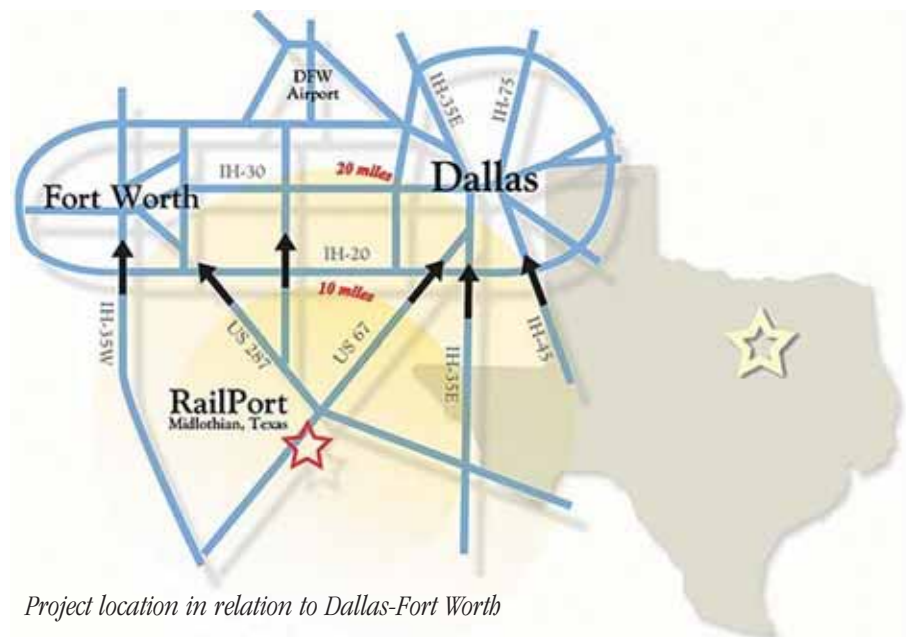 DFW
Airport
IH-35E
IH-75
IH-30
20 miles
Dallas
Fort Worth
IH-20
10 miles
IH-35W
US 287
US 67
IH-35E
IH-45
RailPort
Midlothian, Texas
Project location in relation to Dallas-Fort Worth